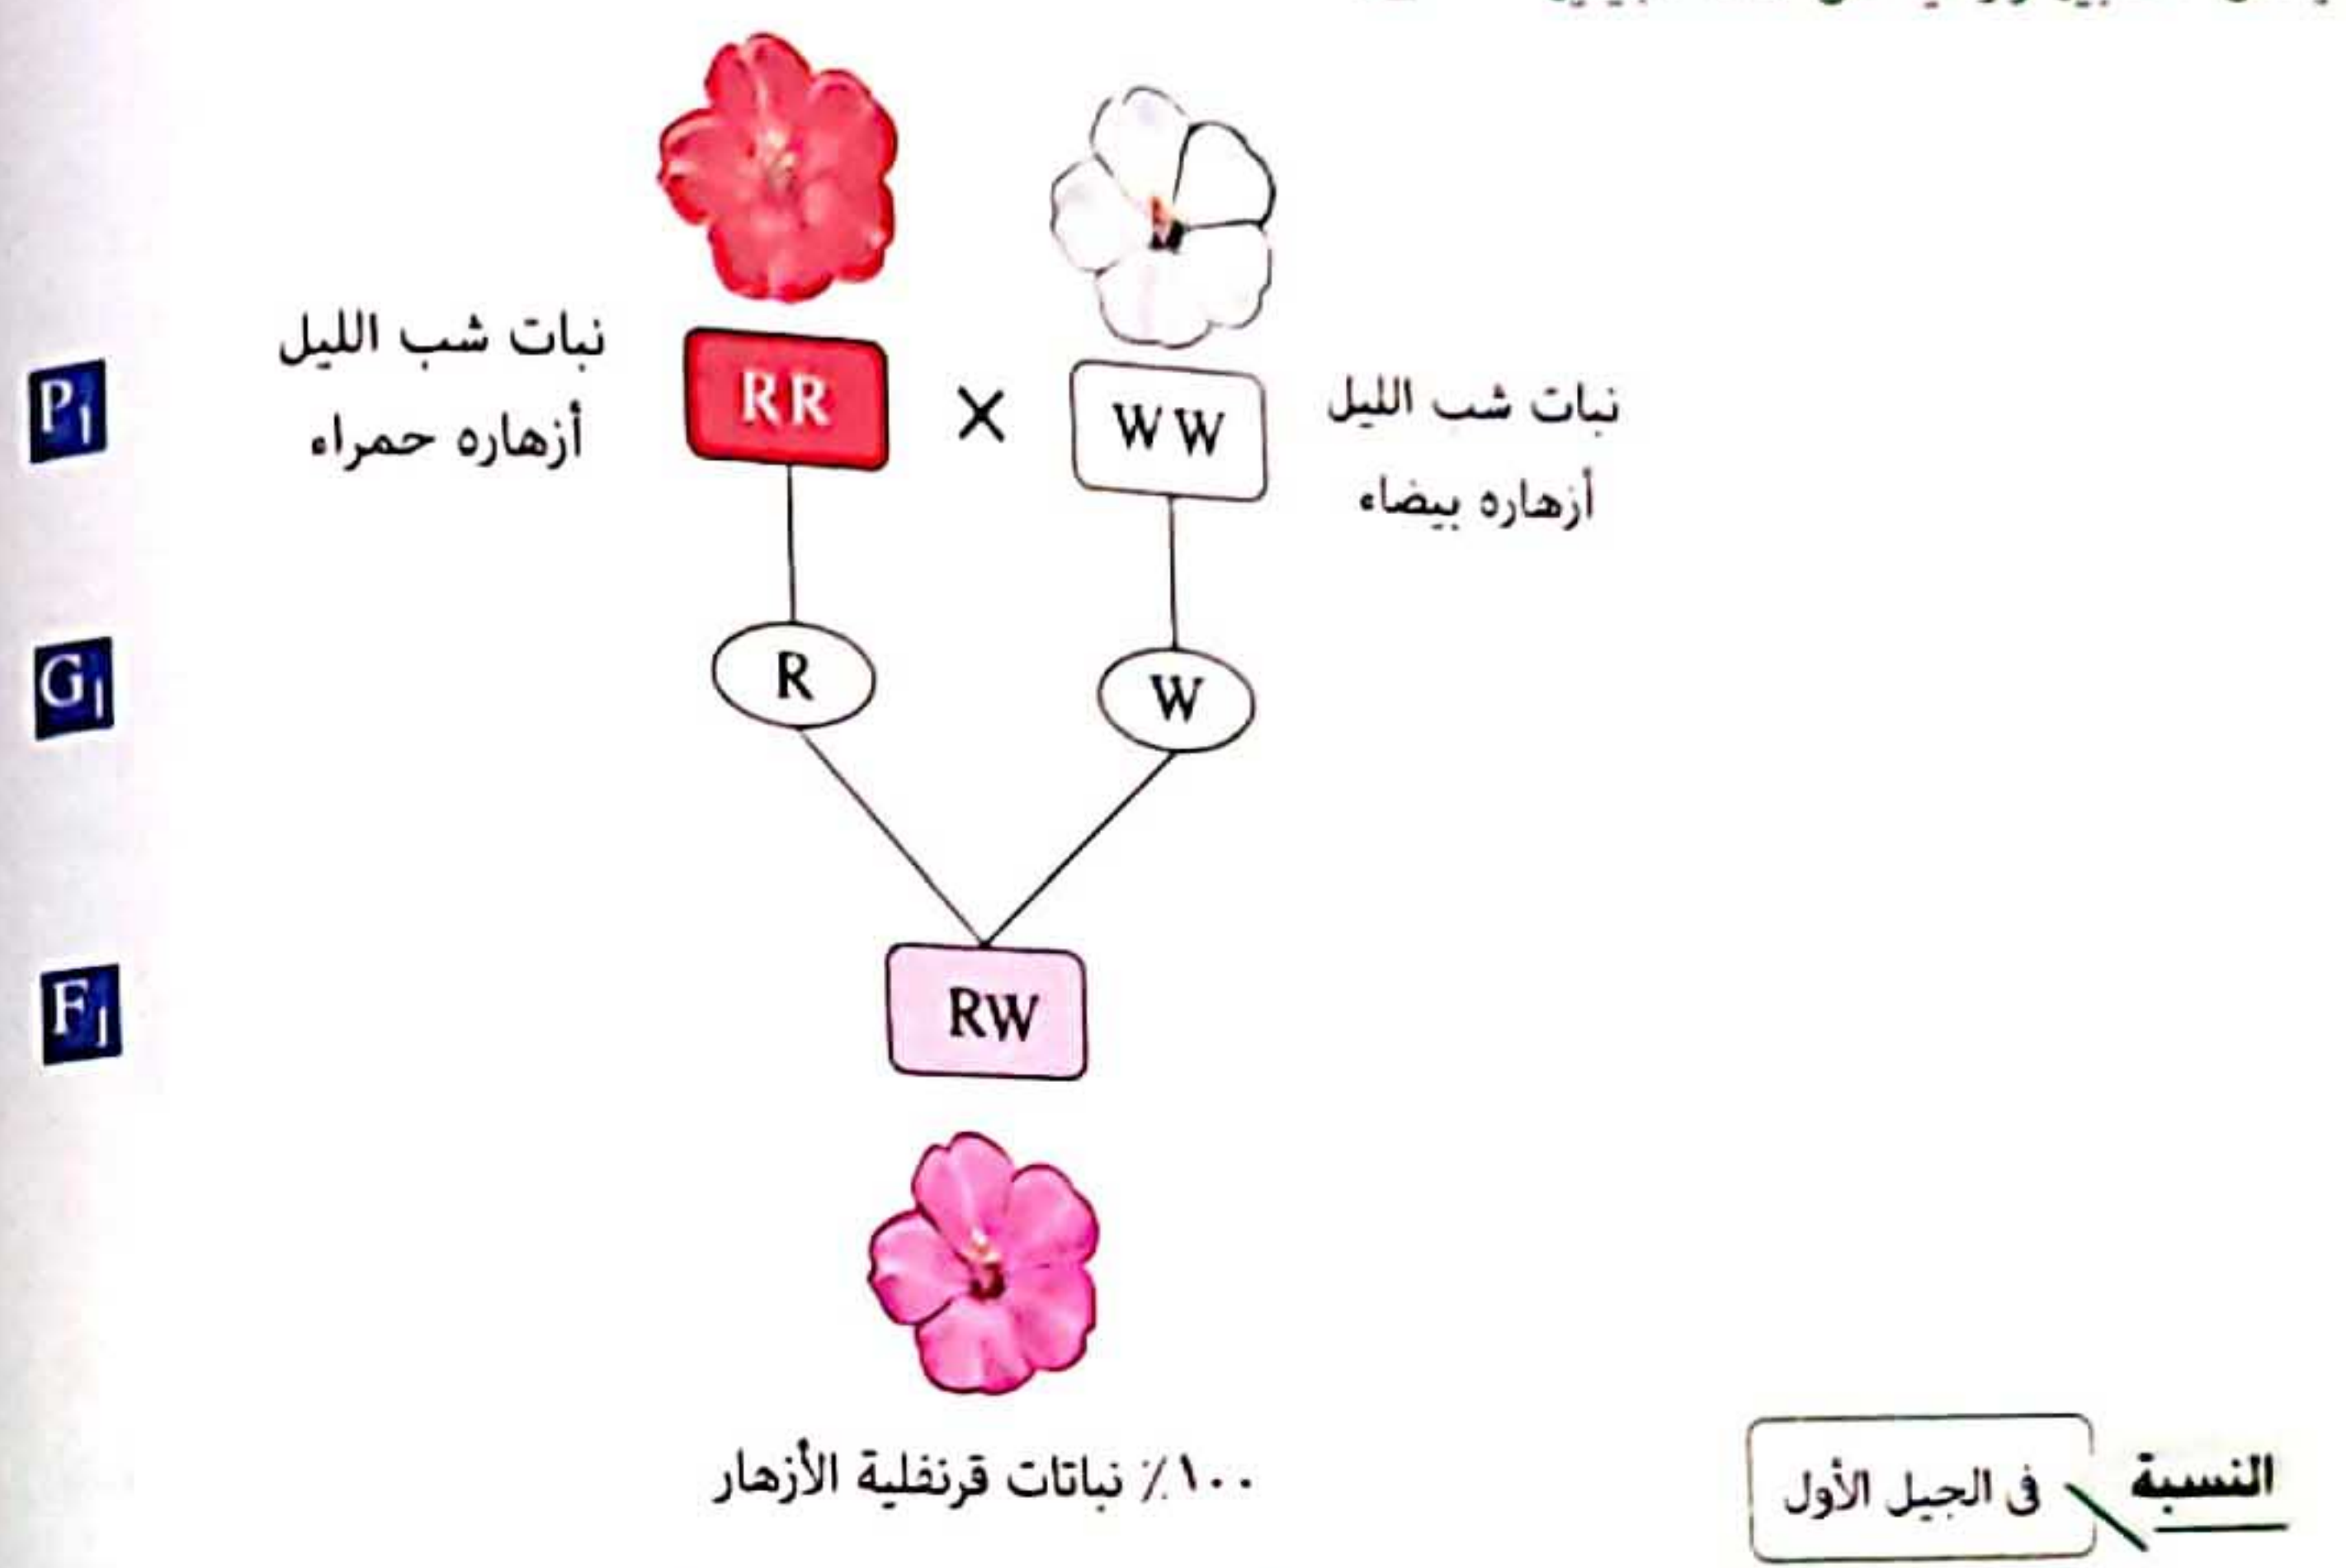 نبات شب الليل
أزهاره حمراء
P1
RR
×
WW
نبات شب الليل
أزهاره بيضاء
G1
R
W
F1
RW
١٠٠٪ نباتات قرنفلية الأزهار
النسبة
فى الجيل الأول